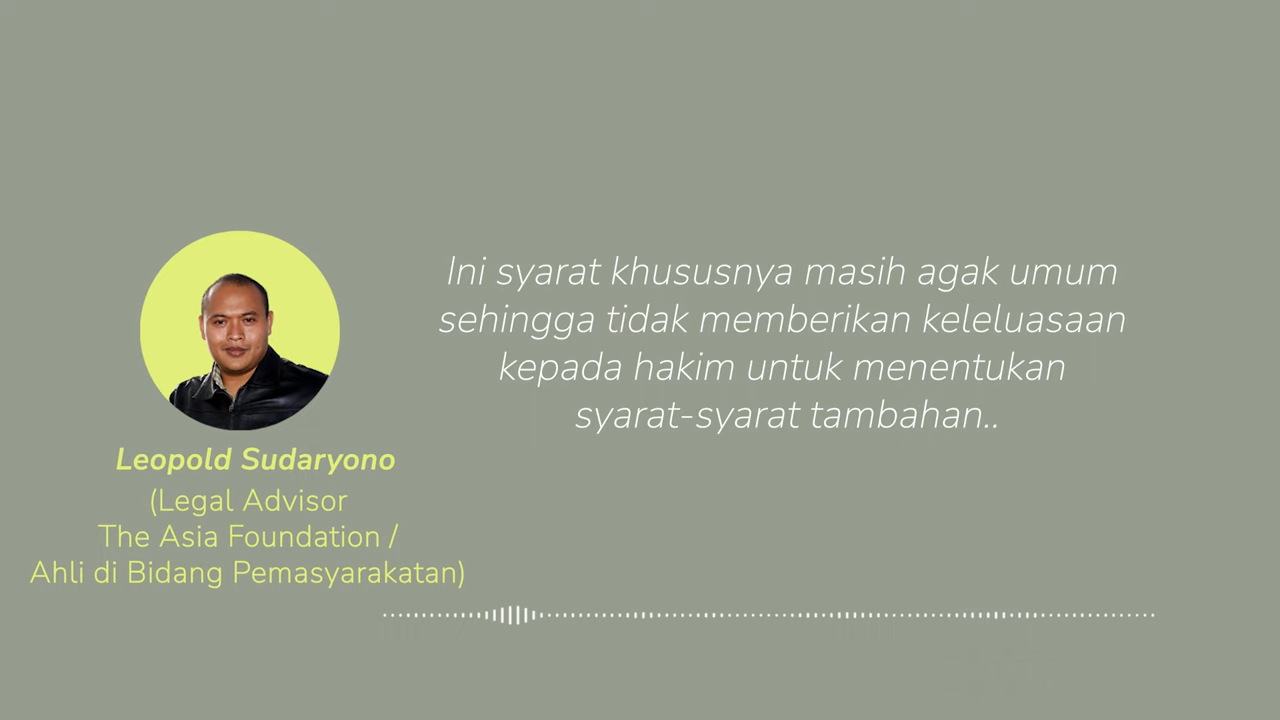 Ini syarat khususnya masih agak umum
sehingga tidak memberikan keleluasaan
kepada hakim untuk menentukan
syarat-syarat tambahan..
Leopold Sudaryono
(Legal Advisor
The Asia Foundation /
Ahli di Bidang Pemasyarakatan)